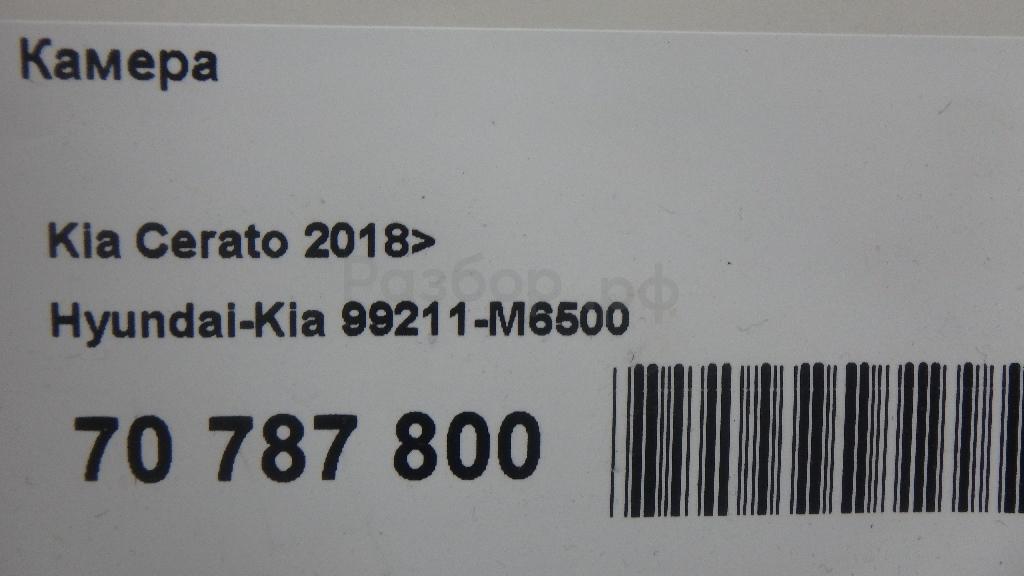 Камера
Kia Cerato 2018>
Разбор.рф
Hyundai-Kia 99211-M6500
70 787 800